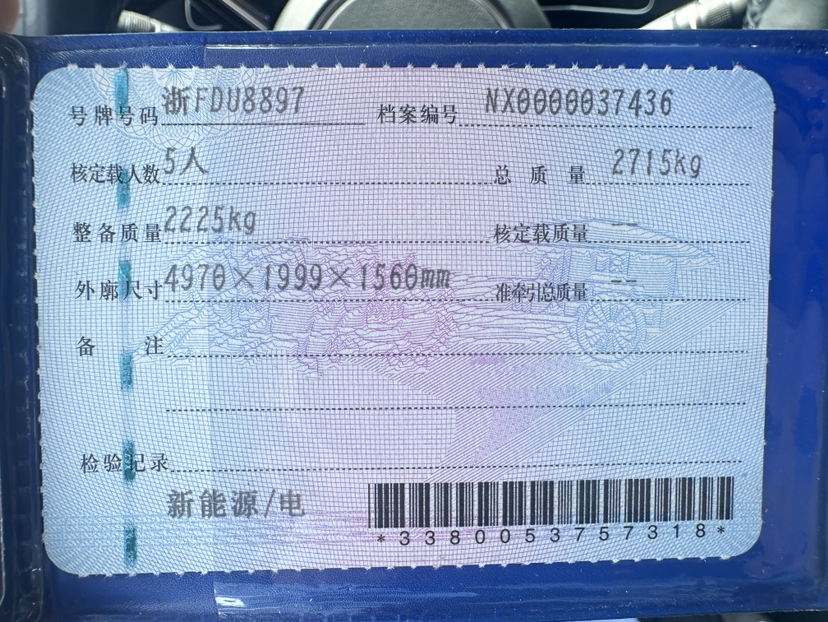 号牌号码 浙FDU8897 档案编号 NX0000037436
核定载人数 5人 总质量 2715kg
整备质量 2225kg 核定载质量 --
外廓尺寸 4970×1999×1560mm 准牵引总质量 --
备注
检验记录
新能源/电
*3380053757318*